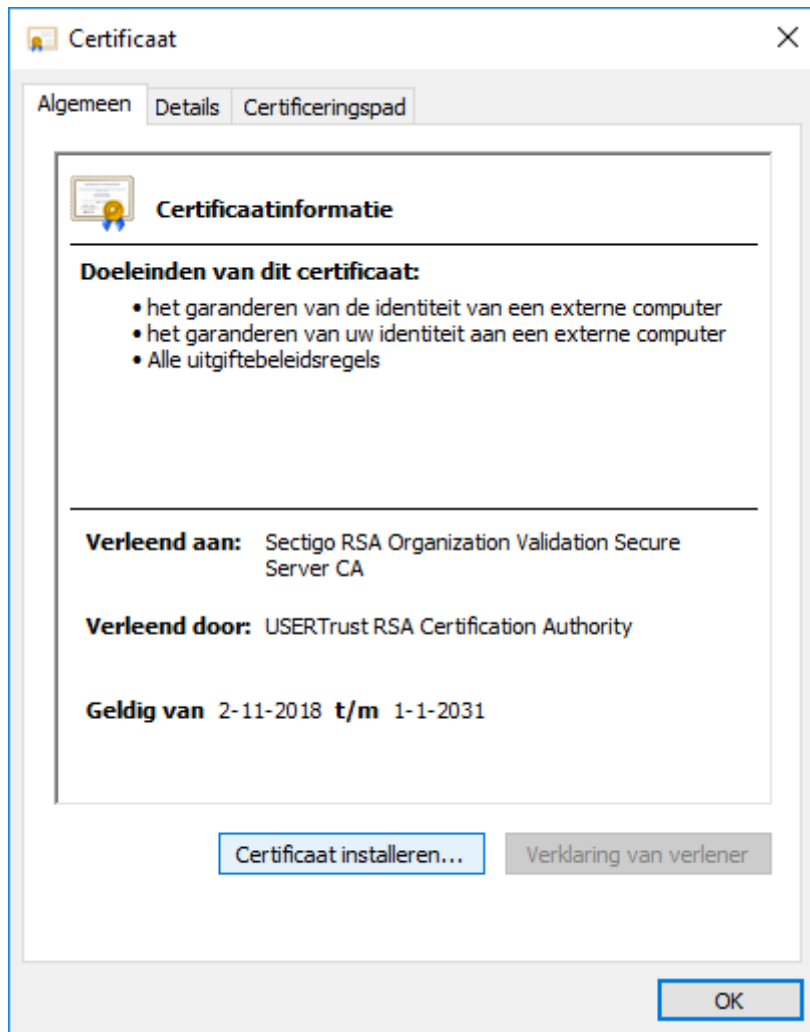 Certificaat
Algemeen Details Certificeringspad
Certificaatinformatie
Doeleinden van dit certificaat:
• het garanderen van de identiteit van een externe computer
• het garanderen van uw identiteit aan een externe computer
• Alle uitgiftebeleidsregels
Verleend aan: Sectigo RSA Organization Validation Secure
Server CA
Verleend door: USERTrust RSA Certification Authority
Geldig van 2-11-2018 t/m 1-1-2031
Certificaat installeren... Verklaring van verlener
OK